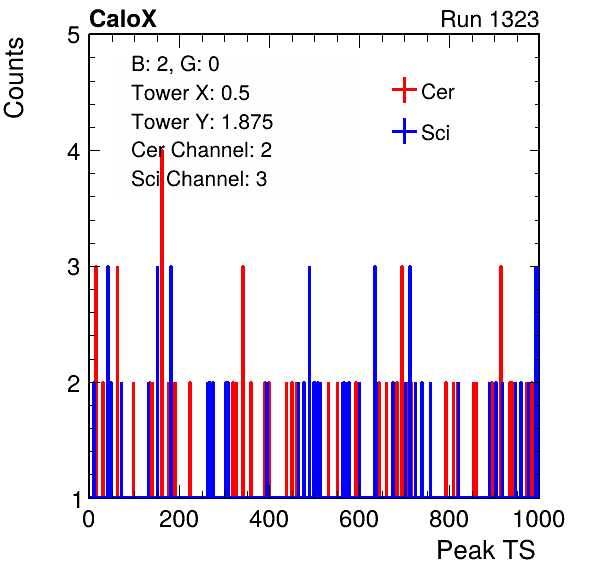 CaloX Run 1323
Counts
B: 2, G: 0
Tower X: 0.5
Tower Y: 1.875
Cer Channel: 2
Sci Channel: 3
Cer
Sci
5
4
3
2
1
0 200 400 600 800 1000
Peak TS